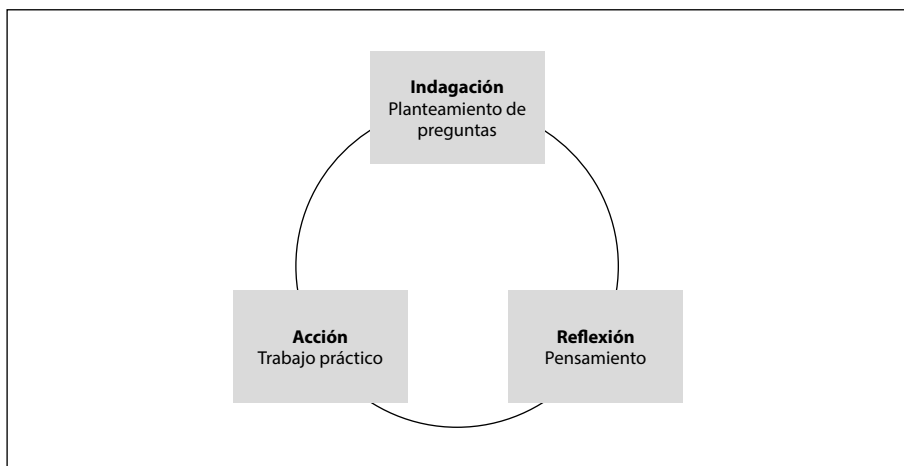 Indagación
Planteamiento de
preguntas
Acción
Trabajo práctico
Reflexión
Pensamiento